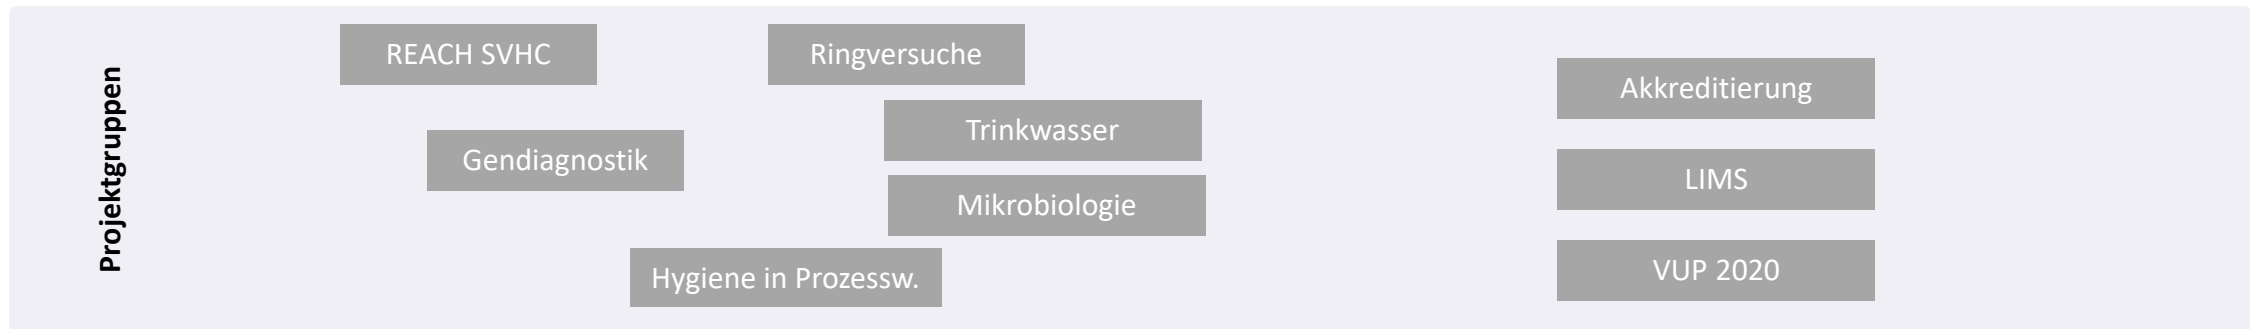 Projektgruppen
REACH SVHC
Ringversuche
Akkreditierung
Trinkwasser
Gendiagnostik
LIMS
Mikrobiologie
Hygiene in Prozessw.
VUP 2020